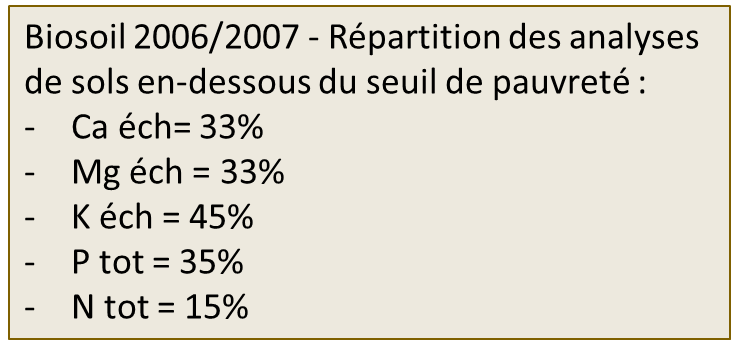 Biosoil 2006/2007 - Répartition des analyses
de sols en-dessous du seuil de pauvreté :
- Ca éch= 33%
- Mg éch = 33%
- K éch = 45%
- P tot = 35%
- N tot = 15%